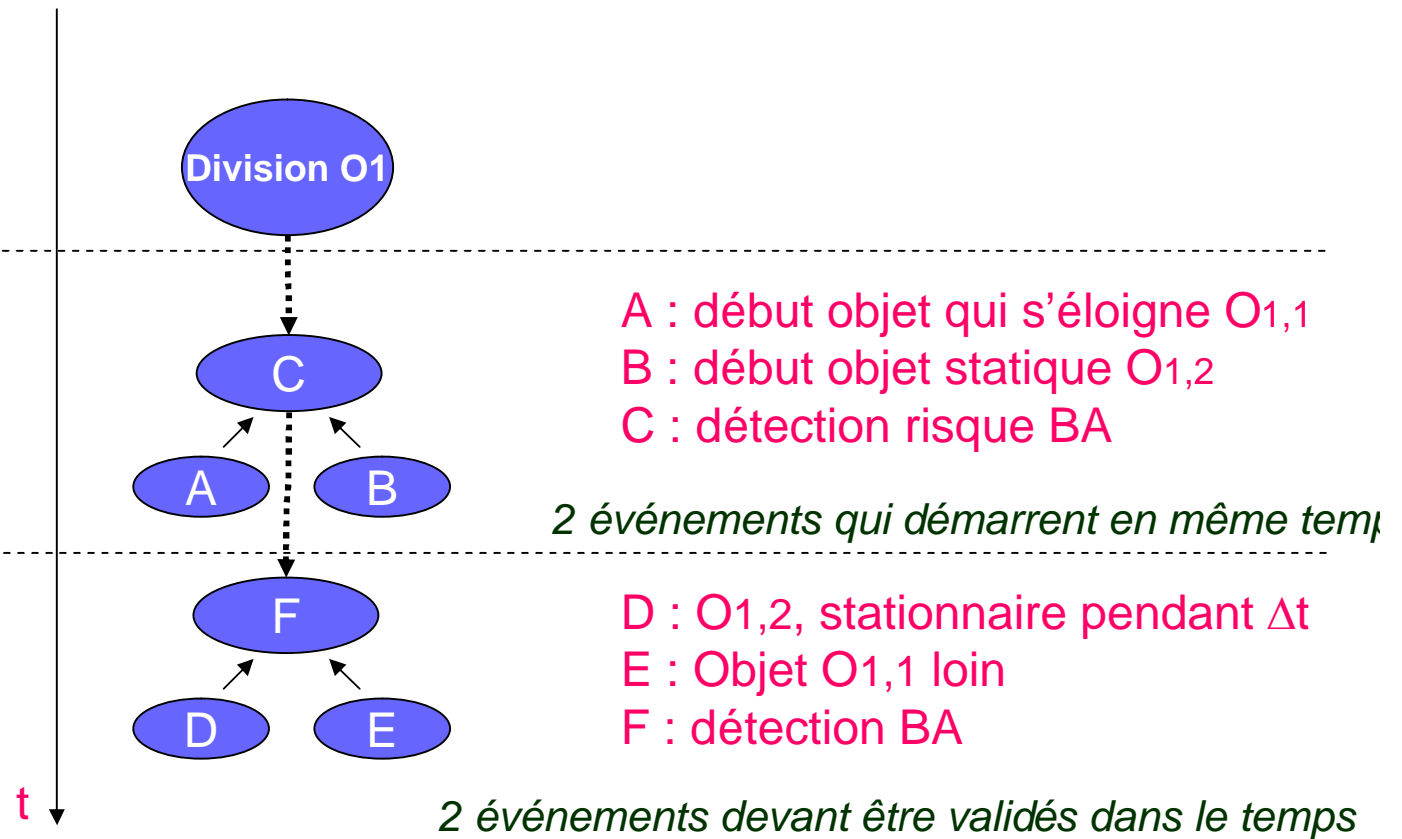 Division O1
C
A B
A : début objet qui s’éloigne O1,1
B : début objet statique O1,2
C : détection risque BA
2 événements qui démarrent en même
F
D E
D : O1,2, stationnaire pendant Δt
E : Objet O1,1 loin
F : détection BA
t
2 événements devant être validés dans le temps